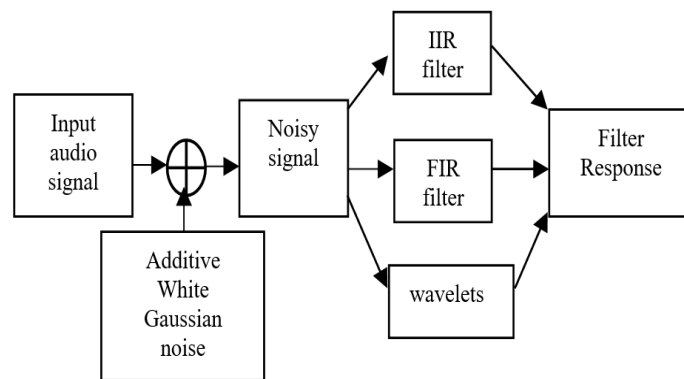 Input
audio
signal
Additive
White
Gaussian
noise
Noisy
signal
IIR
filter
FIR
filter
wavelets
Filter
Response